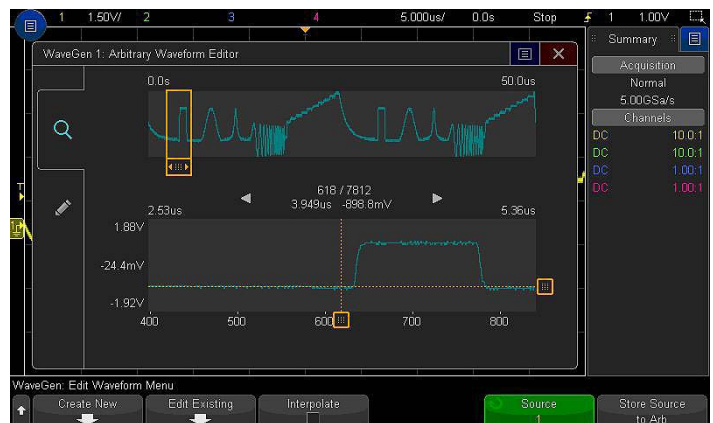 1 1.50V/ 2 3 4 5.000us/ 0.0s Stop 1 1.00V
Summary
WaveGen 1: Arbitrary Waveform Editor
Acquisition
Normal
5.00GSa/s
Channels
DC 10.0:1
DC 10.0:1
DC 1.00:1
DC 1.00:1
0.0s 50.0us
618 / 7812
3.949us -898.8mV
2.53us 5.36us
1.88V
-24.4mV
-1.92V
400 500 600 700 800
T
WaveGen: Edit Waveform Menu
Create New Edit Existing Interpolate Source Store Source
1 to Arb